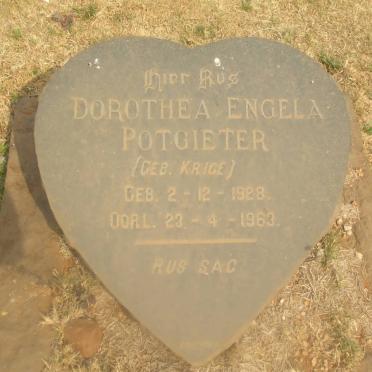 Hier Rus
DOROTHEA ENGELA
POTGIETER
(GEB. KRIGE)
GEB. 2-12-1928.
OORL. 23-4-1963.
RUS SAG